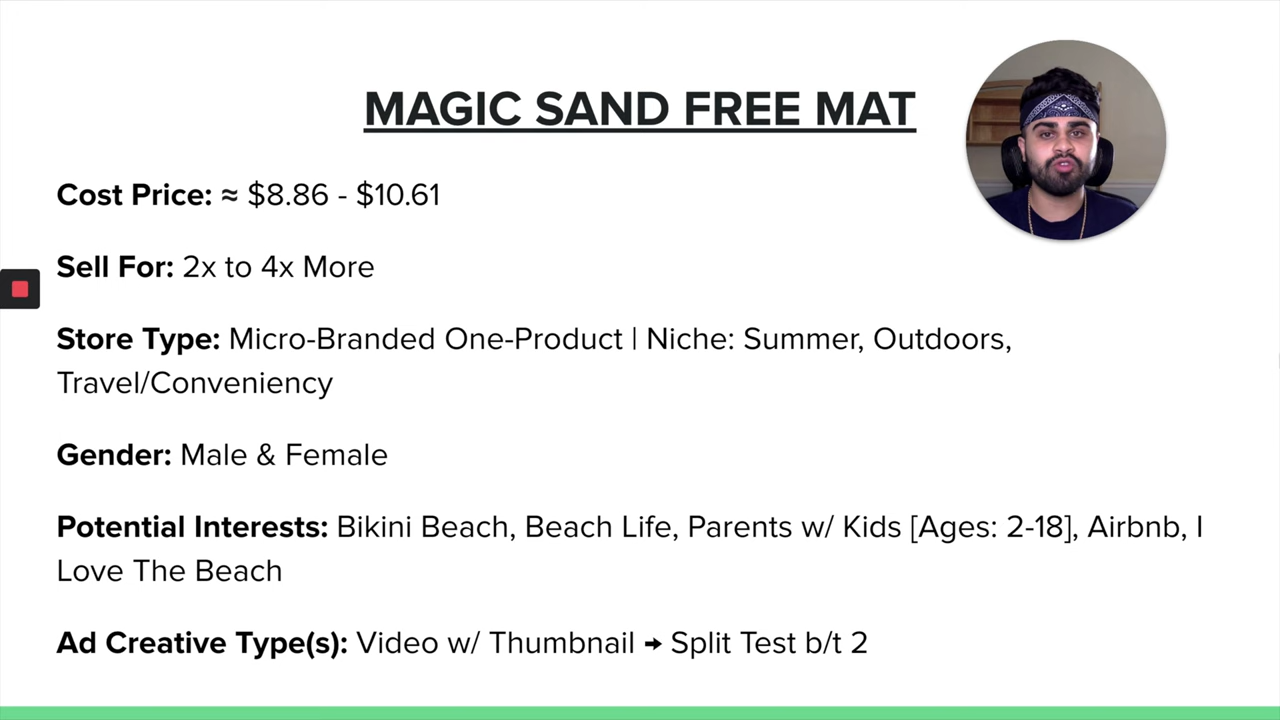 MAGIC SAND FREE MAT
Cost Price: ≈ $8.86 - $10.61
Sell For: 2x to 4x More
Store Type: Micro-Branded One-Product | Niche: Summer, Outdoors,
Travel/Conveniency
Gender: Male & Female
Potential Interests: Bikini Beach, Beach Life, Parents w/ Kids [Ages: 2-18], Airbnb, I
Love The Beach
Ad Creative Type(s): Video w/ Thumbnail → Split Test b/t 2